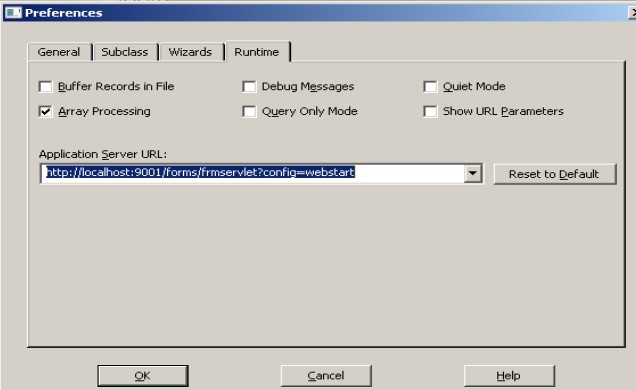 Preferences
General Subclass Wizards Runtime
Buffer Records in File Debug Messages Quiet Mode
Array Processing Query Only Mode Show URL Parameters
Application Server URL:
http://localhost:9001/forms/frmservlet?config=webstart Reset to Default
OK Cancel Help